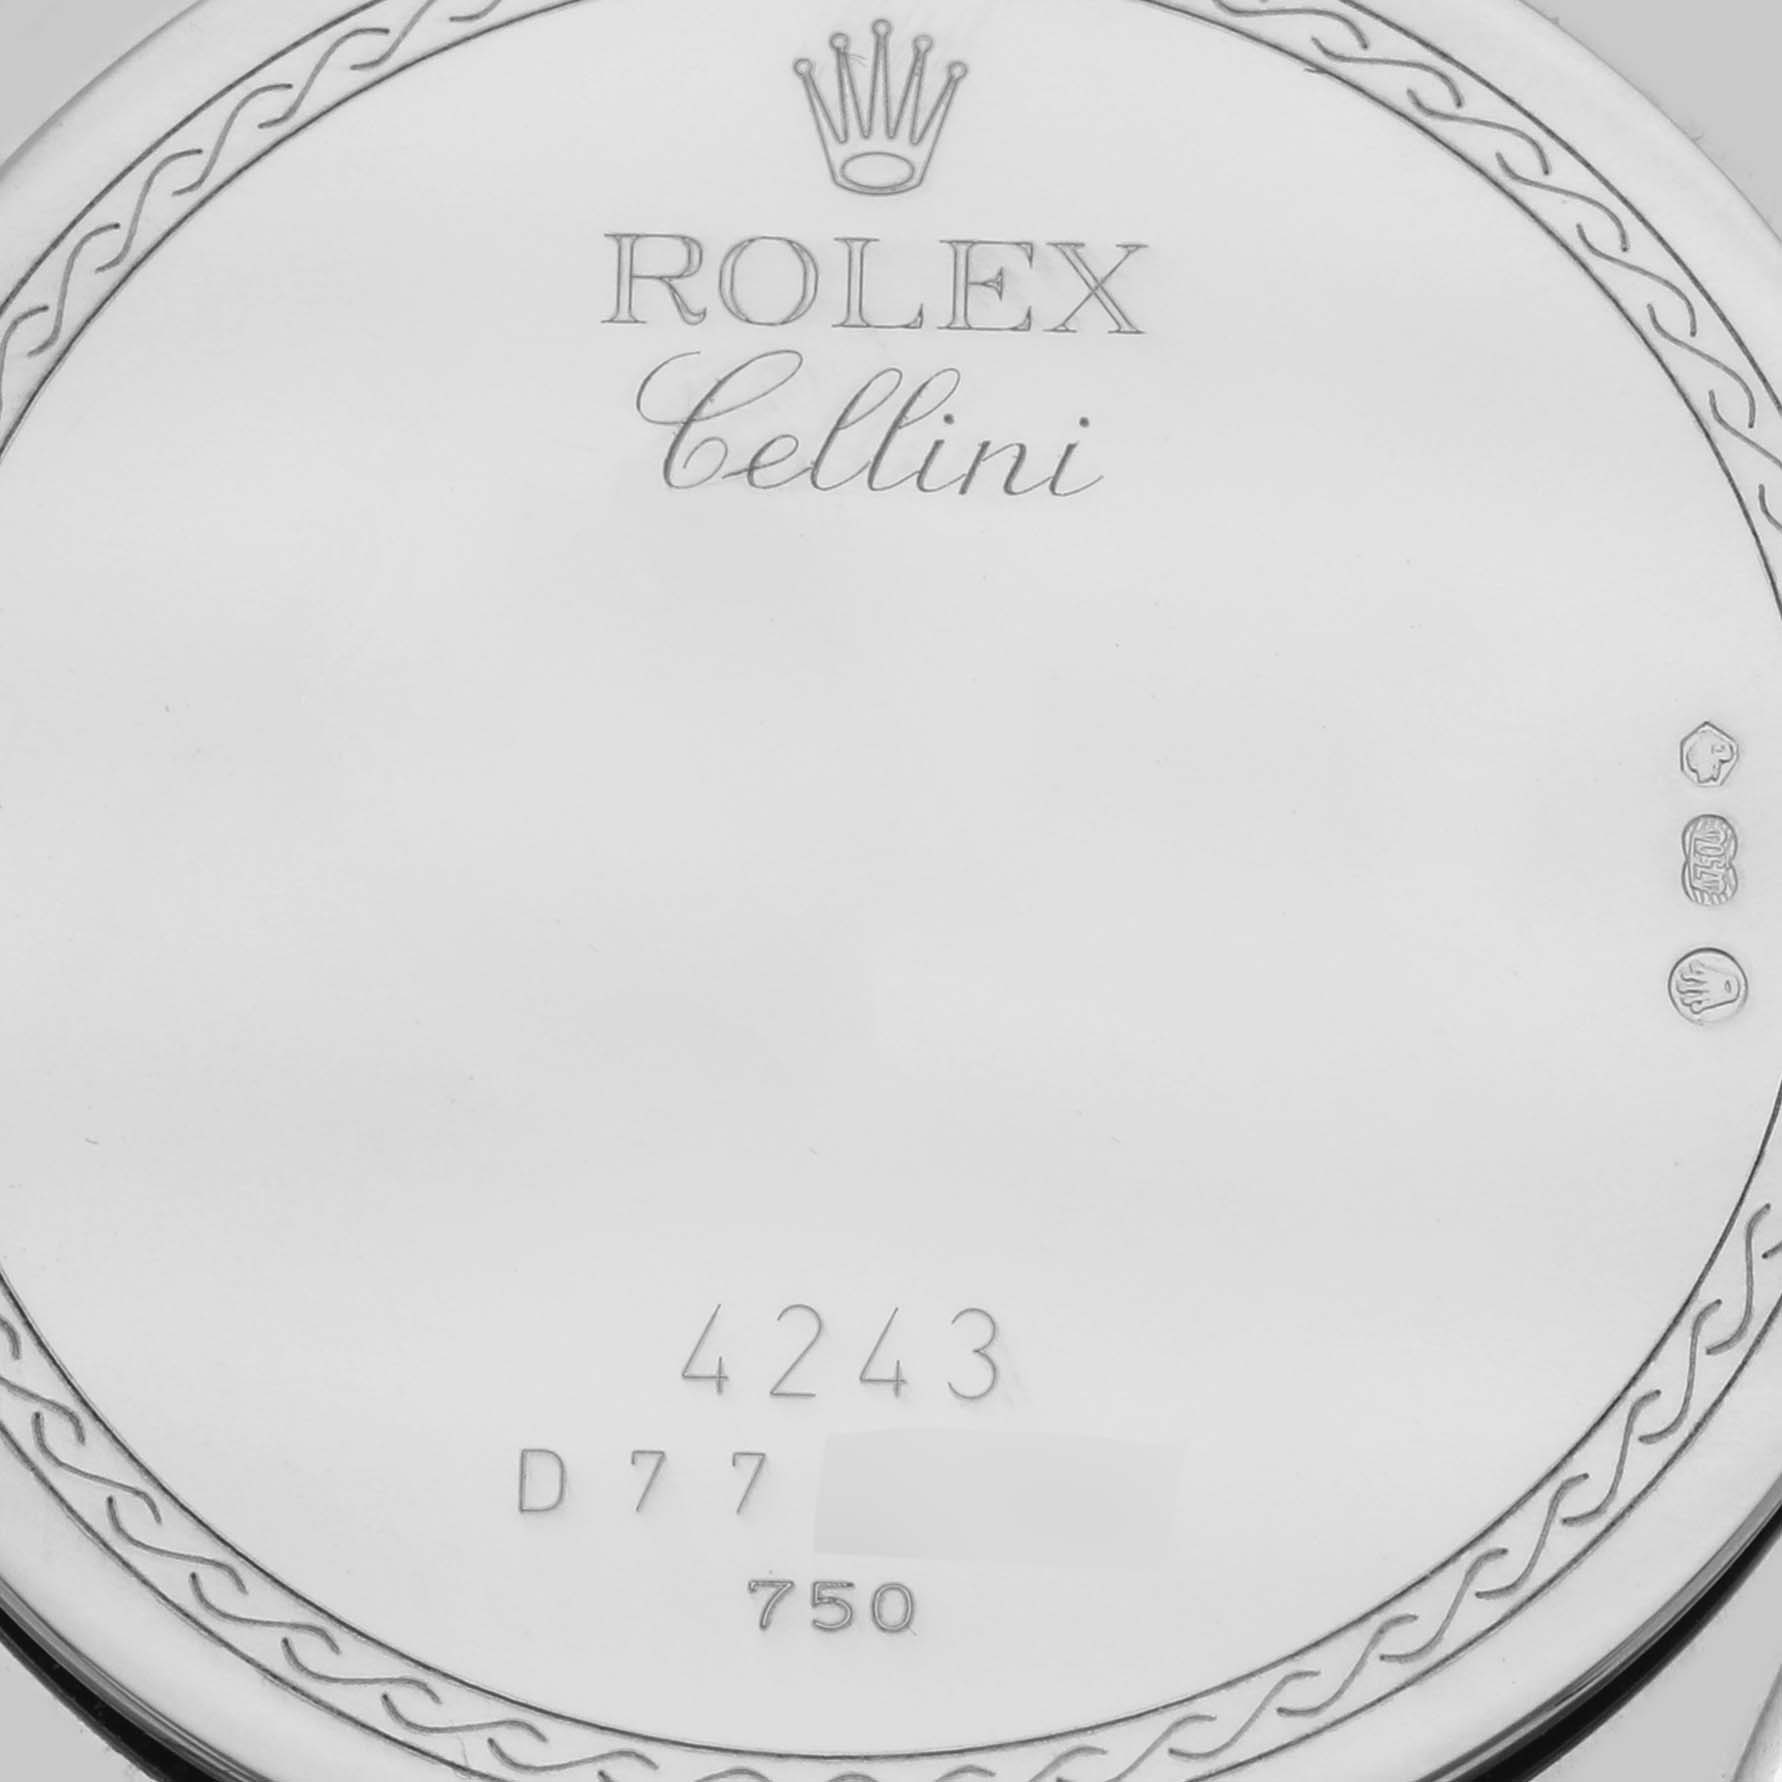 ROLEX
Cellini
4243
D77
750